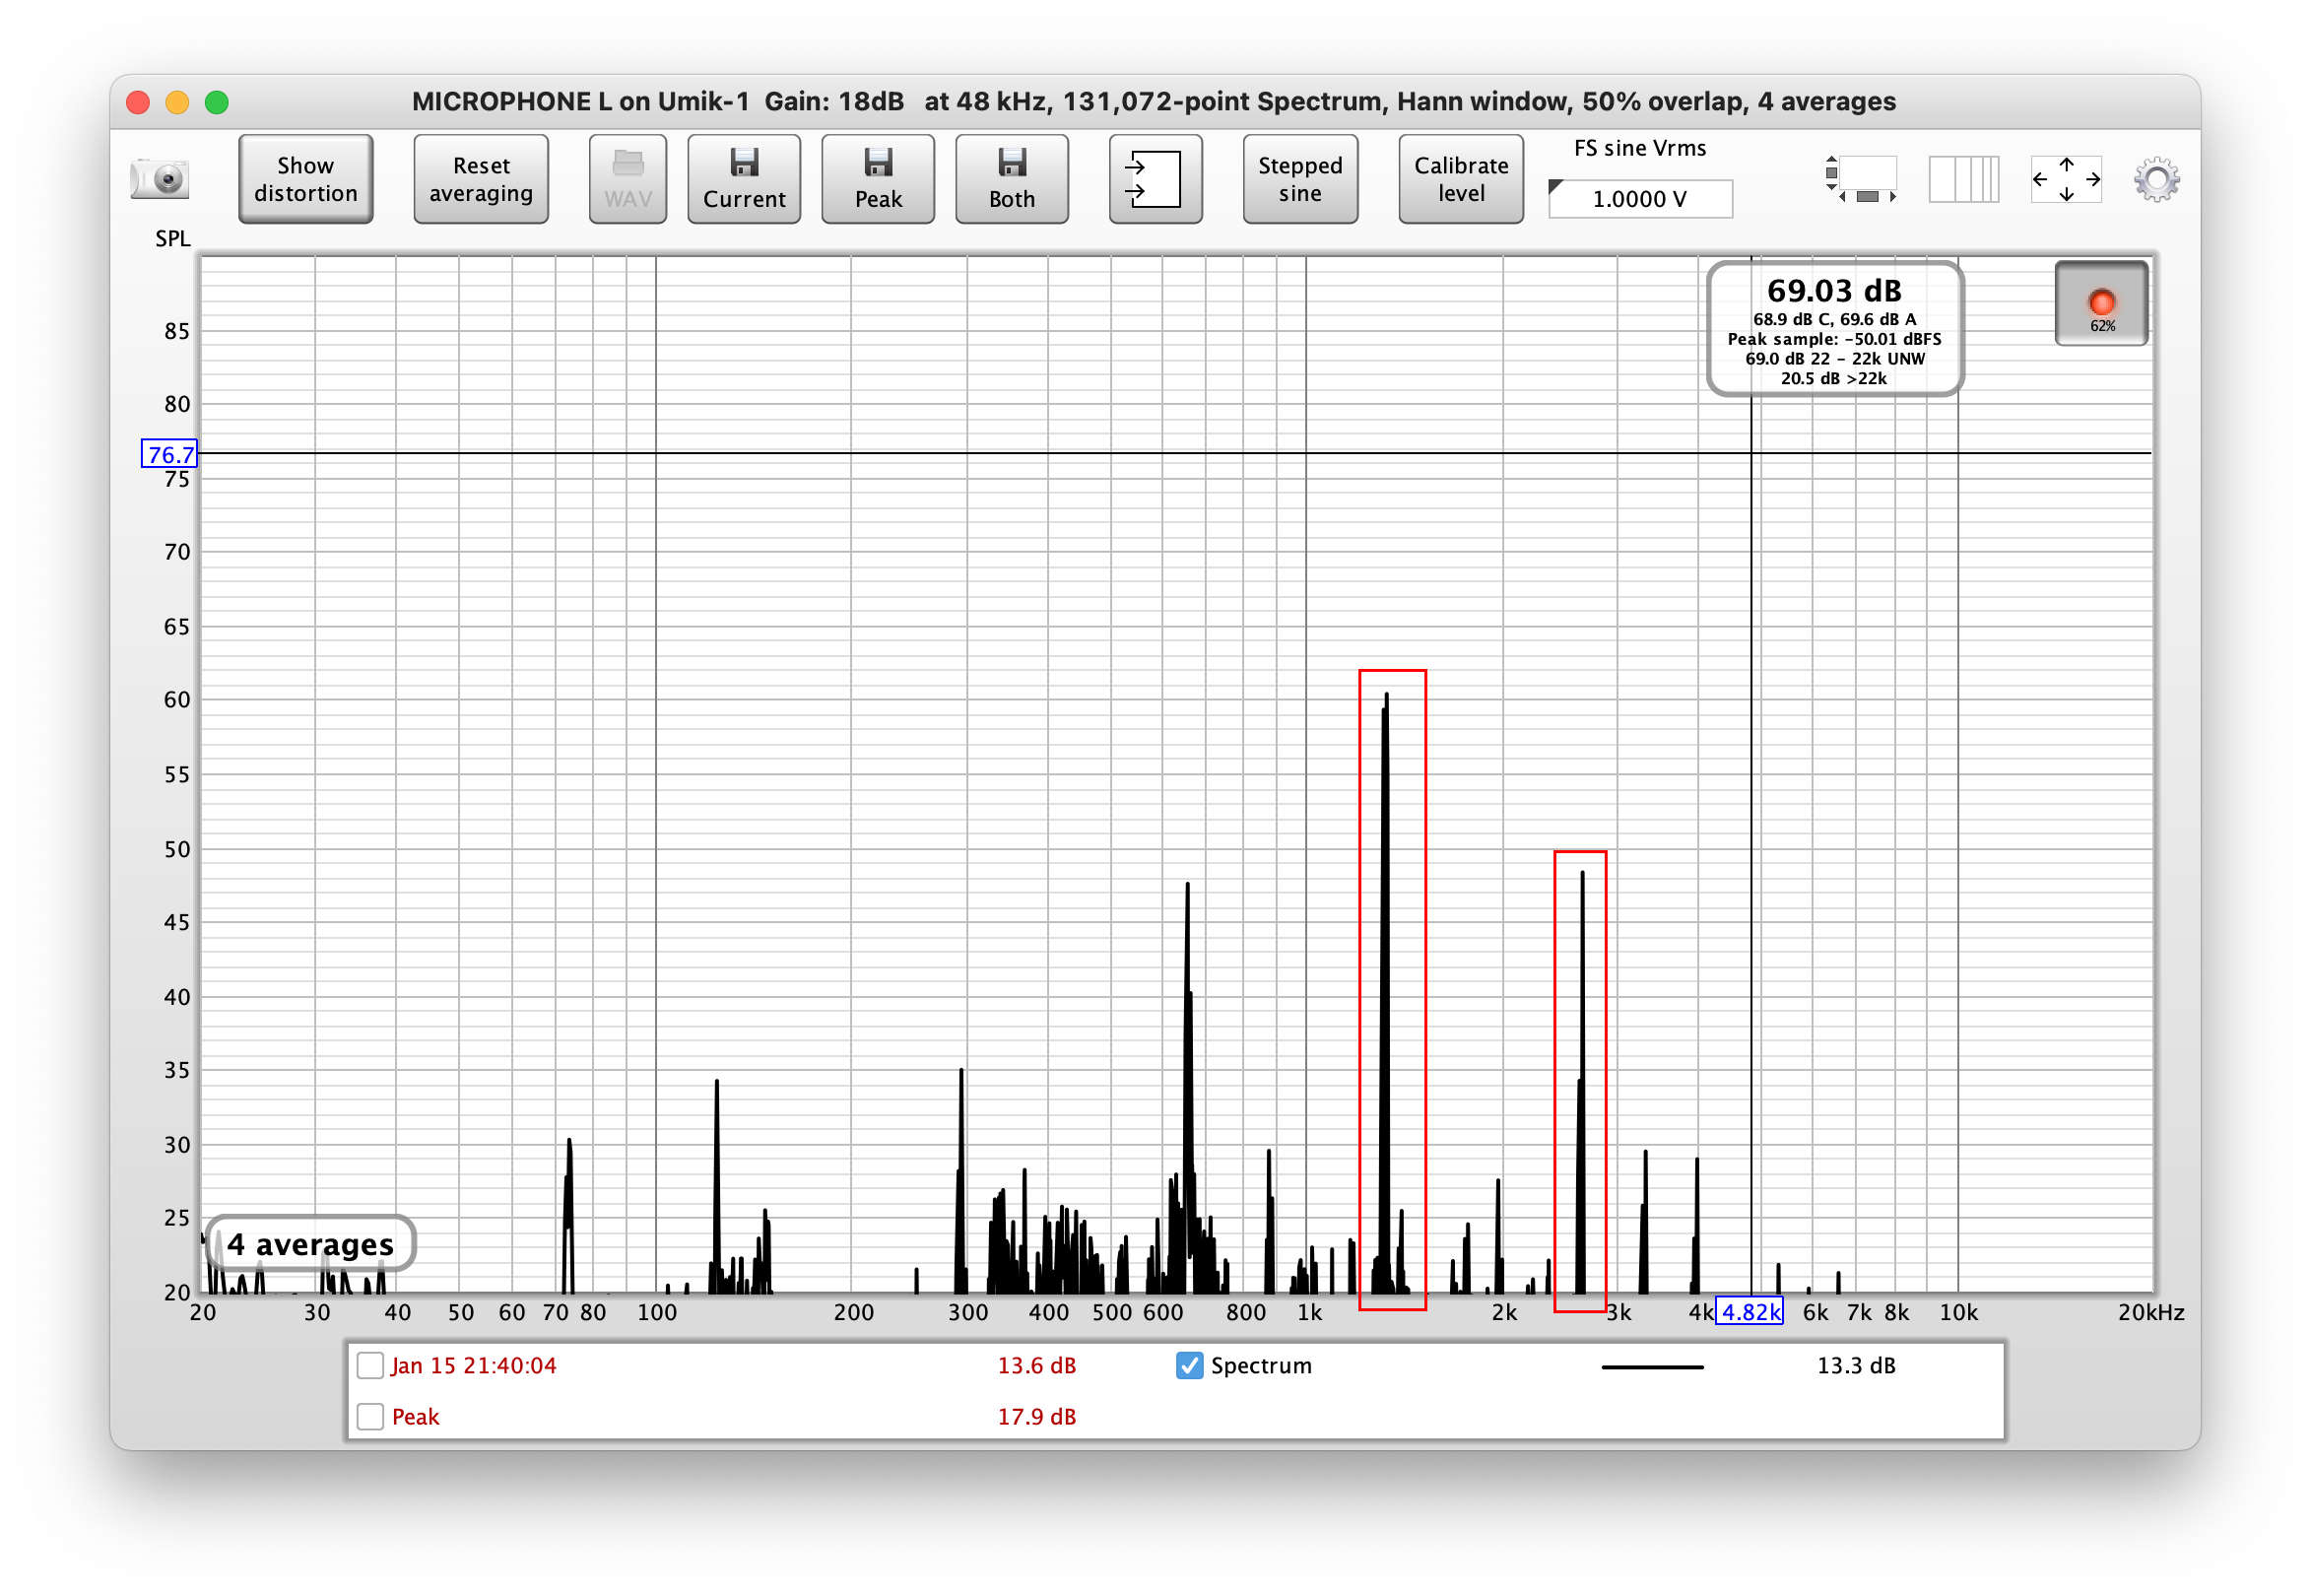 MICROPHONE L on Umik-1  Gain: 18dB   at 48 kHz, 131,072-point Spectrum, Hann window, 50% overlap, 4 averages
Show distortion
Reset averaging
WAV
Current
Peak
Both
Stepped sine
Calibrate level
FS sine Vrms
1.0000 V
SPL
69.03 dB
68.9 dB C, 69.6 dB A
Peak sample: -50.01 dBFS
69.0 dB 22 - 22k UNW
20.5 dB >22k
62%
85
80
76.7
75
70
65
60
55
50
45
40
35
30
25
20
4 averages
20 30 40 50 60 70 80 100 200 300 400 500 600 800 1k 2k 3k 4k 4.82k 6k 7k 8k 10k 20kHz
Jan 15 21:40:04 13.6 dB
Spectrum 13.3 dB
Peak 17.9 dB